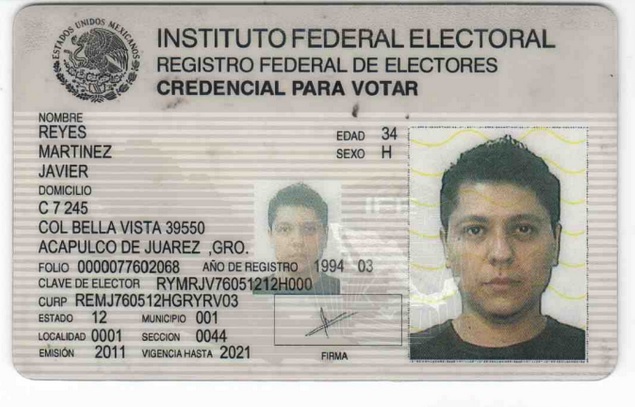 ESTADOS UNIDOS MEXICANOS
INSTITUTO FEDERAL ELECTORAL
REGISTRO FEDERAL DE ELECTORES
CREDENCIAL PARA VOTAR
NOMBRE
REYES
MARTINEZ
JAVIER
EDAD 34
SEXO H
DOMICILIO
C 7 245
COL BELLA VISTA 39550
ACAPULCO DE JUAREZ ,GRO.
IFE
FOLIO 0000077602068 AÑO DE REGISTRO 1994 03
CLAVE DE ELECTOR RYMRJV76051212H000
CURP REMJ760512HGRYRV03
ESTADO 12 MUNICIPIO 001
LOCALIDAD 0001 SECCION 0044
EMISIÓN 2011 VIGENCIA HASTA 2021
FIRMA